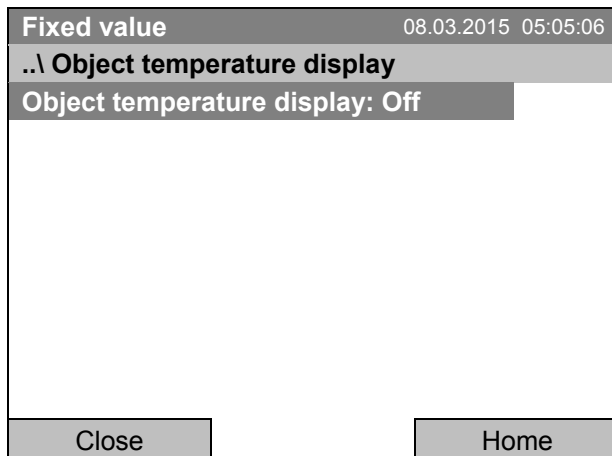 Fixed value 08.03.2015 05:05:06
..\ Object temperature display
Object temperature display: Off
Close Home